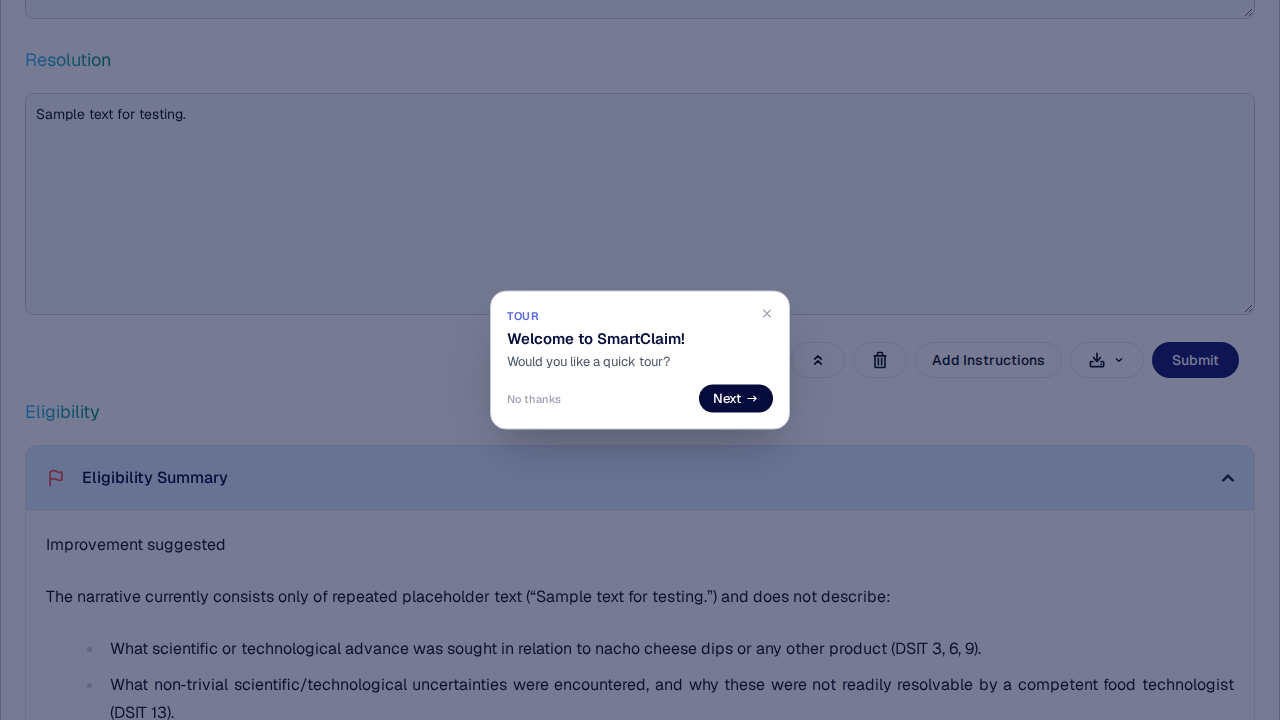 Resolution
Sample text for testing.
TOUR
Welcome to SmartClaim!
Would you like a quick tour?
No thanks
Next →
Add Instructions
Submit
Eligibility
Eligibility Summary
Improvement suggested
The narrative currently consists only of repeated placeholder text (“Sample text for testing.”) and does not describe:
What scientific or technological advance was sought in relation to nacho cheese dips or any other product (DSIT 3, 6, 9).
What non-trivial scientific/technological uncertainties were encountered, and why these were not readily resolvable by a competent food technologist
(DSIT 13).